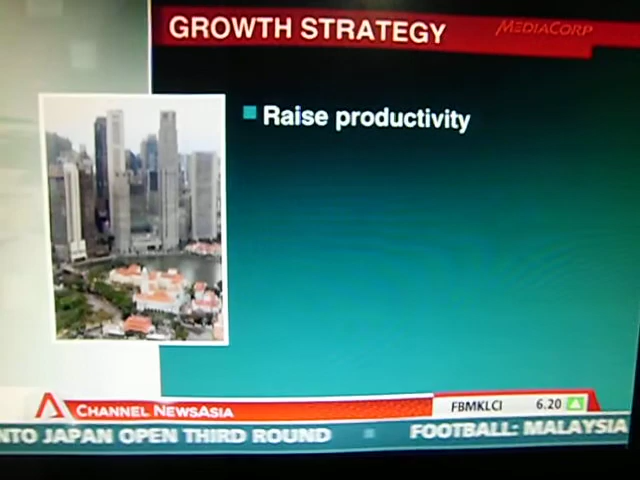 GROWTH STRATEGY
MEDIACORP
Raise productivity
CHANNEL NEWSASIA
FBMKLCI 6.20
NTO JAPAN OPEN THIRD ROUND
FOOTBALL: MALAYSIA